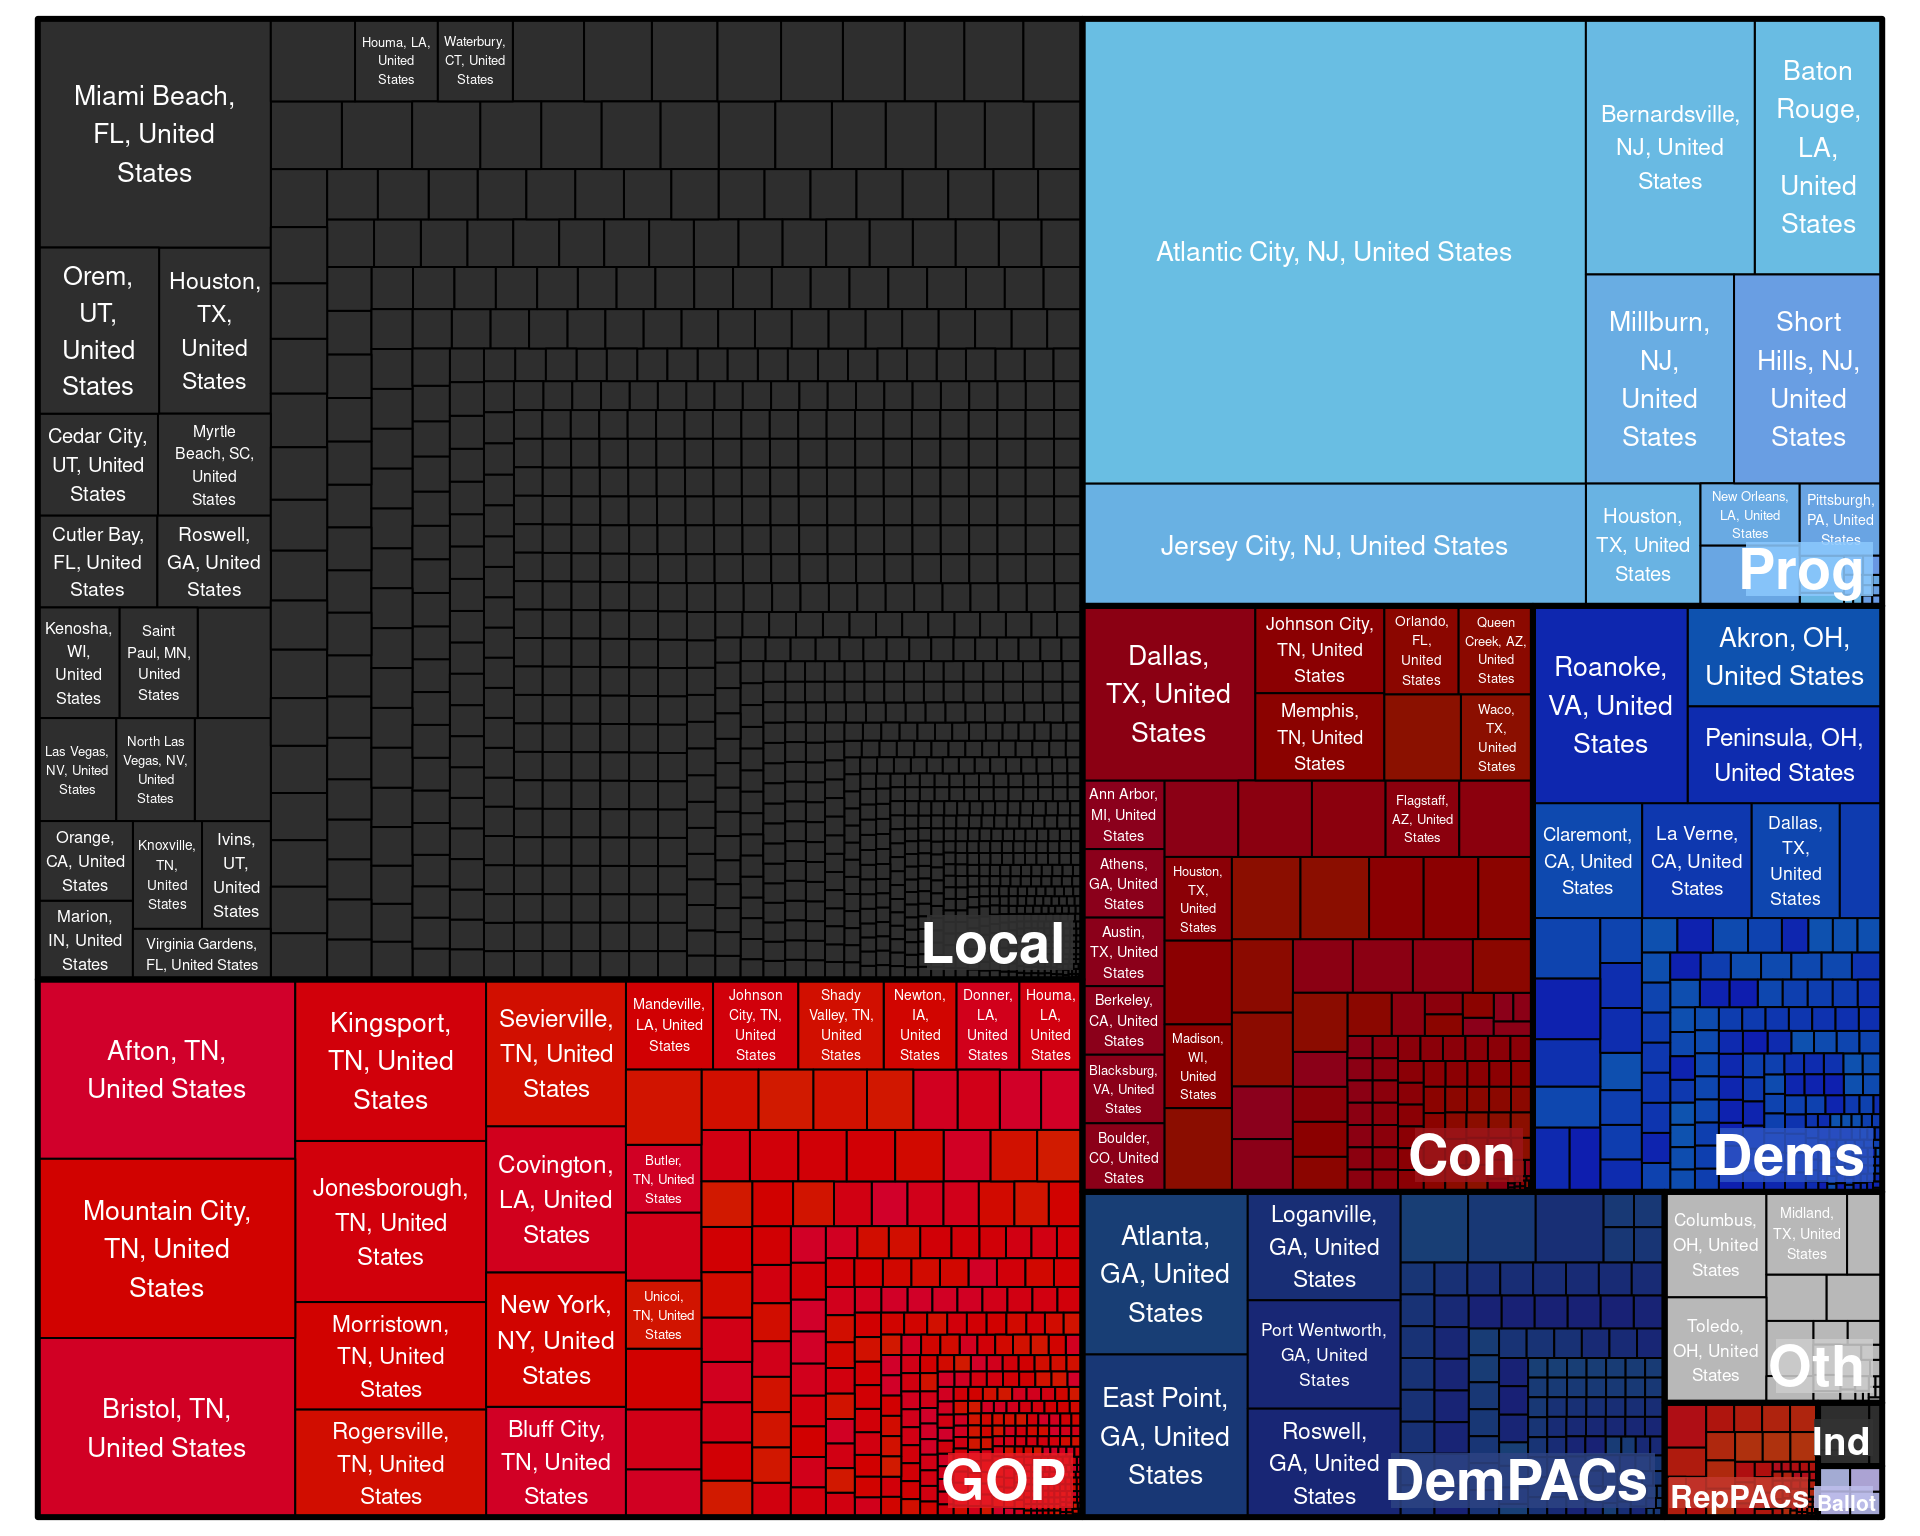 Miami Beach,
FL, United
States
Houma, LA,
United
States
Waterbury,
CT, United
States
Orem,
UT,
United
States
Houston,
TX,
United
States
Cedar City,
UT, United
States
Myrtle
Beach, SC,
United
States
Cutler Bay,
FL, United
States
Roswell,
GA, United
States
Kenosha,
WI,
United
States
Saint
Paul, MN,
United
States
Las Vegas,
NV, United
States
North Las
Vegas, NV,
United
States
Orange,
CA, United
States
Knoxville,
TN,
United
States
Ivins,
UT,
United
States
Marion,
IN, United
States
Virginia Gardens,
FL, United States
Local
Atlantic City, NJ, United States
Bernardsville,
NJ, United
States
Baton
Rouge,
LA,
United
States
Millburn,
NJ,
United
States
Short
Hills, NJ,
United
States
Jersey City, NJ, United States
Houston,
TX, United
States
New Orleans,
LA, United
States
Pittsburgh,
PA, United
States
Prog
Dallas,
TX, United
States
Johnson City,
TN, United
States
Orlando,
FL,
United
States
Queen
Creek, AZ,
United
States
Memphis,
TN, United
States
Waco,
TX,
United
States
Ann Arbor,
MI, United
States
Flagstaff,
AZ, United
States
Athens,
GA, United
States
Houston,
TX,
United
States
Austin,
TX, United
States
Berkeley,
CA, United
States
Madison,
WI,
United
States
Blacksburg,
VA, United
States
Boulder,
CO, United
States
Con
Roanoke,
VA, United
States
Akron, OH,
United States
Peninsula, OH,
United States
Claremont,
CA, United
States
La Verne,
CA, United
States
Dallas,
TX,
United
States
Dems
Afton, TN,
United States
Mountain City,
TN, United
States
Bristol, TN,
United States
Kingsport,
TN, United
States
Jonesborough,
TN, United
States
Morristown,
TN, United
States
Rogersville,
TN, United
States
Sevierville,
TN, United
States
Covington,
LA, United
States
New York,
NY, United
States
Bluff City,
TN, United
States
Mandeville,
LA, United
States
Johnson
City, TN,
United
States
Shady
Valley, TN,
United
States
Newton,
IA,
United
States
Donner,
LA,
United
States
Houma,
LA,
United
States
Butler,
TN, United
States
Unicoi,
TN, United
States
GOP
Atlanta,
GA, United
States
East Point,
GA, United
States
Loganville,
GA, United
States
Port Wentworth,
GA, United
States
Roswell,
GA, United
States
DemPACs
Columbus,
OH, United
States
Midland,
TX, United
States
Toledo,
OH, United
States
Oth
RepPACs
Ind
Ballot